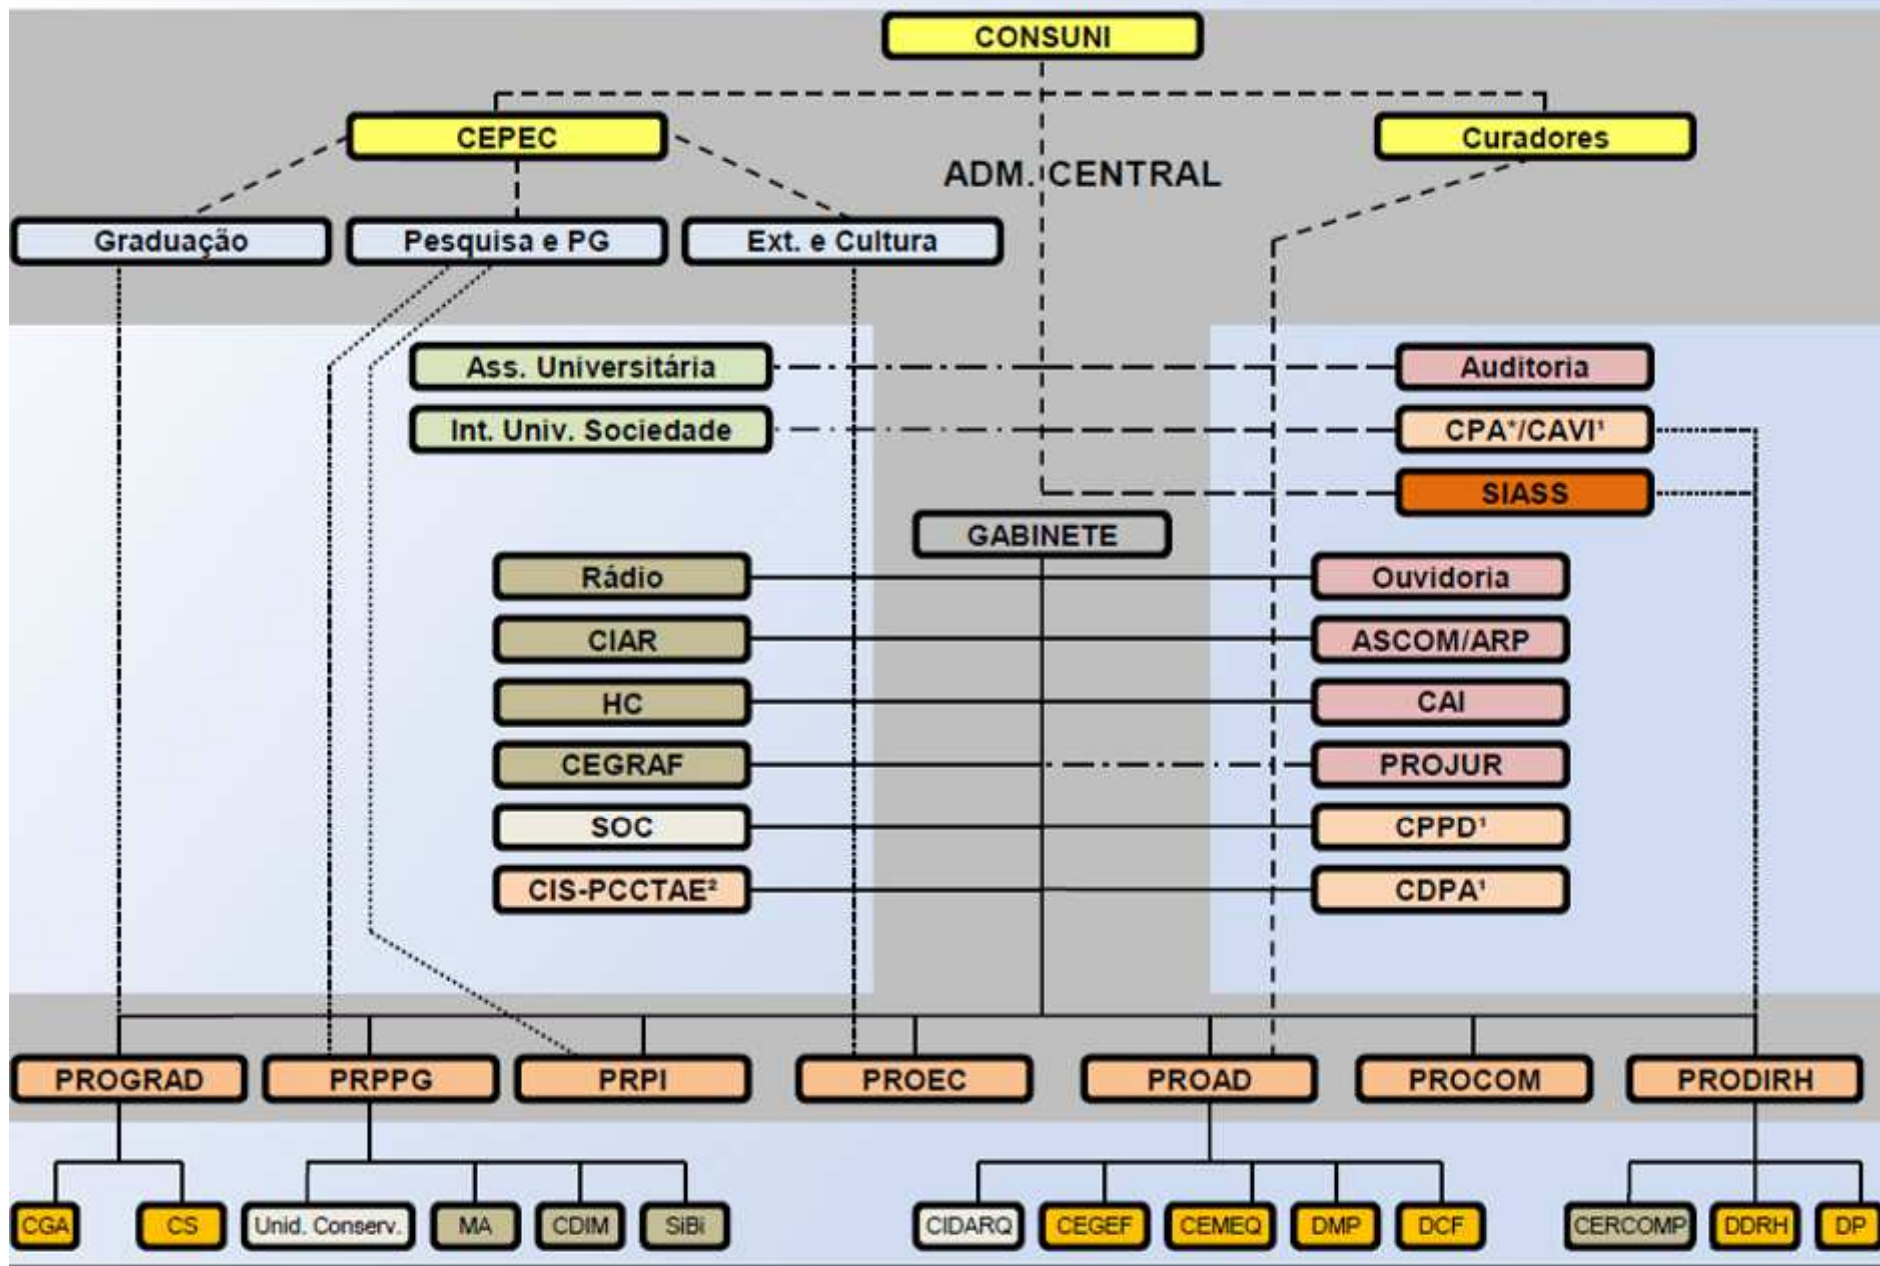 CONSUNI
CEPEC
Curadores
ADM. CENTRAL
Graduação
Pesquisa e PG
Ext. e Cultura
Ass. Universitária
Auditoria
Int. Univ. Sociedade
CPA*/CAVI¹
SIASS
GABINETE
Rádio
Ouvidoria
CIAR
ASCOM/ARP
HC
CAI
CEGRAF
PROJUR
SOC
CPPD¹
CIS-PCCTAE²
CDPA¹
PROGRAD
PRPPG
PRPI
PROEC
PROAD
PROCOM
PRODIRH
CGA
CS
Unid. Conserv.
MA
CDIM
SiBi
CIDARQ
CEGEF
CEMEQ
DMP
DCF
CERCOMP
DDRH
DP